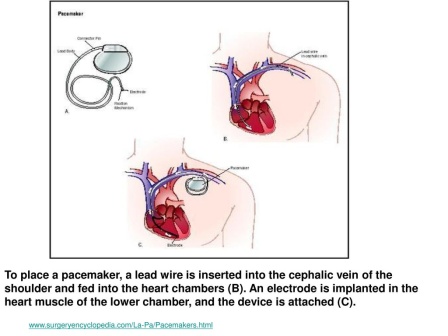 Pacemaker
Connector Pin
Lead Body
Electrode
Fixation
Mechanism
A.
Lead wire
in cephalic vein
B.
Pacemaker
C.
Electrode
To place a pacemaker, a lead wire is inserted into the cephalic vein of the
shoulder and fed into the heart chambers (B). An electrode is implanted in the
heart muscle of the lower chamber, and the device is attached (C).
www.surgeryencyclopedia.com/La-Pa/Pacemakers.html